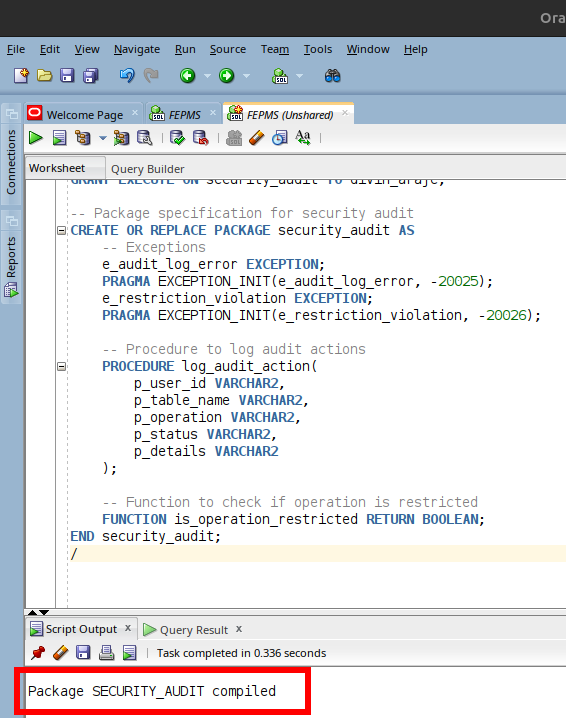 Ora
File Edit View Navigate Run Source Team Tools Window Help
Welcome Page FEPMS FEPMS (Unshared)
Connections
Reports
Worksheet Query Builder
GRANT EXECUTE ON security_audit TO divin_araje;
-- Package specification for security audit
CREATE OR REPLACE PACKAGE security_audit AS
-- Exceptions
e_audit_log_error EXCEPTION;
PRAGMA EXCEPTION_INIT(e_audit_log_error, -20025);
e_restriction_violation EXCEPTION;
PRAGMA EXCEPTION_INIT(e_restriction_violation, -20026);
-- Procedure to log audit actions
PROCEDURE log_audit_action(
p_user_id VARCHAR2,
p_table_name VARCHAR2,
p_operation VARCHAR2,
p_status VARCHAR2,
p_details VARCHAR2
);
-- Function to check if operation is restricted
FUNCTION is_operation_restricted RETURN BOOLEAN;
END security_audit;
/
Script Output x Query Result x
Task completed in 0.336 seconds
Package SECURITY_AUDIT compiled